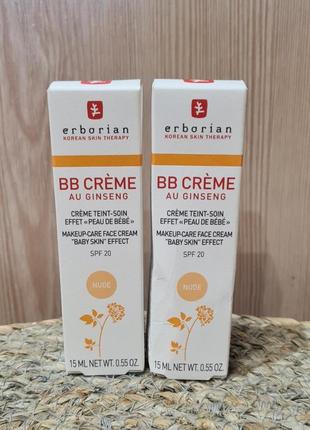 erborian
KOREAN SKIN THERAPY
BB CRÈME
AU GINSENG
CRÈME TEINT-SOIN
EFFET «PEAU DE BÉBÉ»
MAKEUP-CARE FACE CREAM
"BABY SKIN" EFFECT
SPF 20
NUDE
15 ML NET WT. 0.55 OZ.
erborian
KOREAN SKIN THERAPY
BB CRÈME
AU GINSENG
CRÈME TEINT-SOIN
EFFET «PEAU DE BÉBÉ»
MAKEUP-CARE FACE CREAM
"BABY SKIN" EFFECT
SPF 20
NUDE
15 ML NET WT. 0.55 OZ.